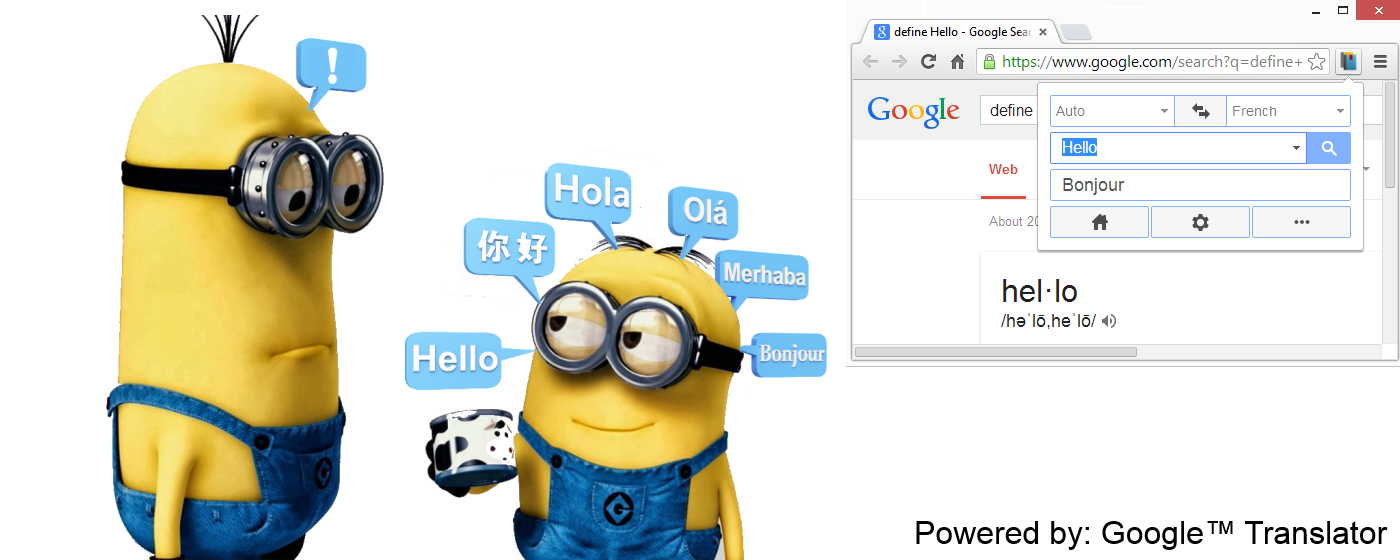 !
Hola
Olá
你好
Merhaba
Hello
Bonjour
define Hello - Google Sea
https://www.google.com/search?q=define+
Google
define
Auto
French
Hello
Bonjour
Web
About 20
hel·lo
/həˈlō,heˈlō/
Powered by: Google™ Translator